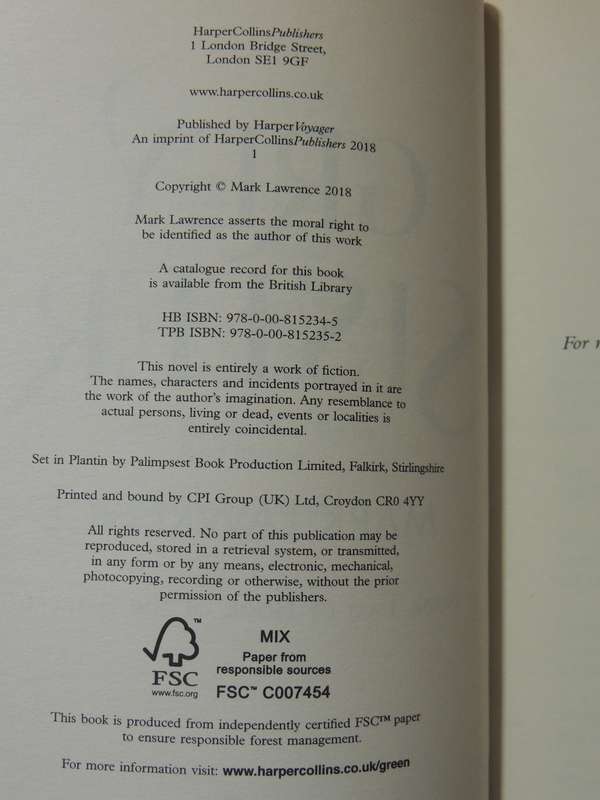 HarperCollinsPublishers
1 London Bridge Street,
London SE1 9GF
www.harpercollins.co.uk
Published by HarperVoyager
An imprint of HarperCollinsPublishers 2018
1
Copyright © Mark Lawrence 2018
Mark Lawrence asserts the moral right to
be identified as the author of this work
A catalogue record for this book
is available from the British Library
HB ISBN: 978-0-00-815234-5
TPB ISBN: 978-0-00-815235-2
This novel is entirely a work of fiction.
The names, characters and incidents portrayed in it are
the work of the author's imagination. Any resemblance to
actual persons, living or dead, events or localities is
entirely coincidental.
Set in Plantin by Palimpsest Book Production Limited, Falkirk, Stirlingshire
Printed and bound by CPI Group (UK) Ltd, Croydon CR0 4YY
All rights reserved. No part of this publication may be
reproduced, stored in a retrieval system, or transmitted,
in any form or by any means, electronic, mechanical,
photocopying, recording or otherwise, without the prior
permission of the publishers.
™
FSC
www.fsc.org
MIX
Paper from
responsible sources
FSC™ C007454
This book is produced from independently certified FSC™ paper
to ensure responsible forest management.
For more information visit: www.harpercollins.co.uk/green
For